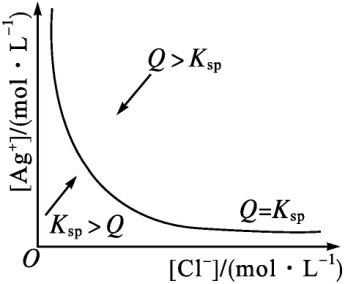 [Ag⁺]/(mol · L⁻¹)
Q > Kₛₚ
Kₛₚ > Q
Q=Kₛₚ
O
[Cl⁻]/(mol · L⁻¹)